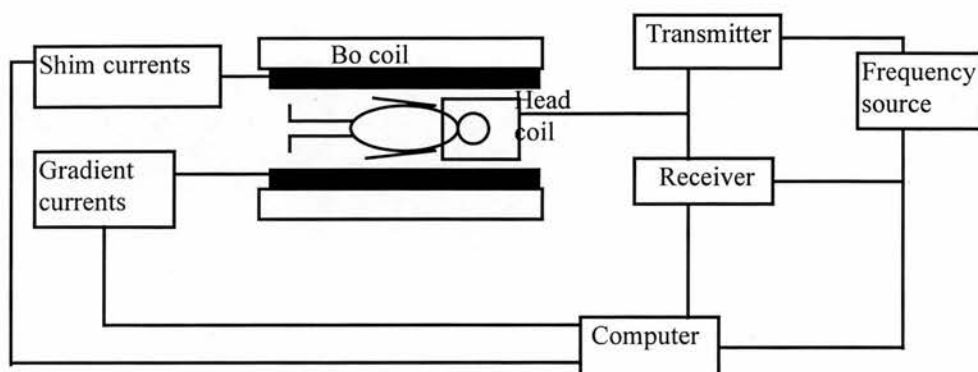 Shim currents
Bo coil
Transmitter
Frequency
source
Head
coil
Gradient
currents
Receiver
Computer